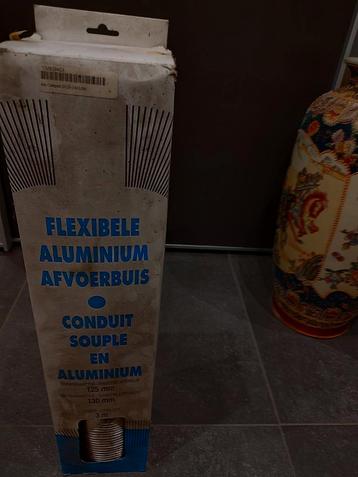 FLEXIBELE
ALUMINIUM
AFVOERBUIS
CONDUIT
SOUPLE
EN
ALUMINIUM
125 mm
130 mm
3 m